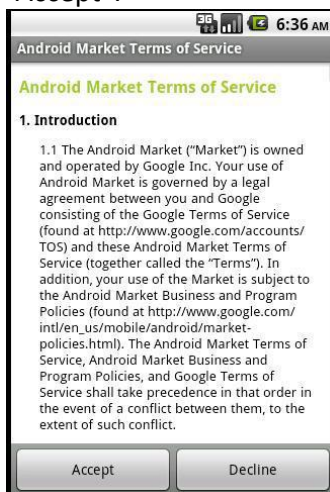 6:36 AM
Android Market Terms of Service
Android Market Terms of Service
1. Introduction
1.1 The Android Market (“Market”) is owned
and operated by Google Inc. Your use of
Android Market is governed by a legal
agreement between you and Google
consisting of the Google Terms of Service
(found at http://www.google.com/accounts/
TOS) and these Android Market Terms of
Service (together called the “Terms”). In
addition, your use of the Market is subject to
the Android Market Business and Program
Policies (found at http://www.google.com/
intl/en_us/mobile/android/market-
policies.html). The Android Market Terms of
Service, Android Market Business and
Program Policies, and Google Terms of
Service shall take precedence in that order in
the event of a conflict between them, to the
extent of such conflict.
Accept Decline